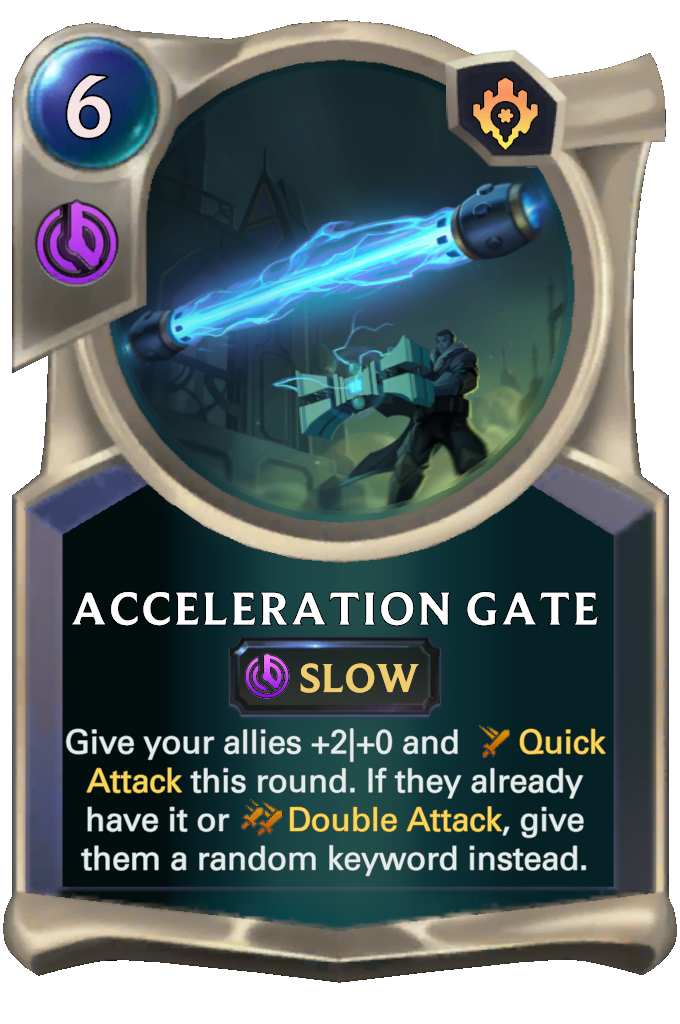 6
ACCELERATION GATE
SLOW
Give your allies +2|+0 and Quick
Attack this round. If they already
have it or Double Attack, give
them a random keyword instead.